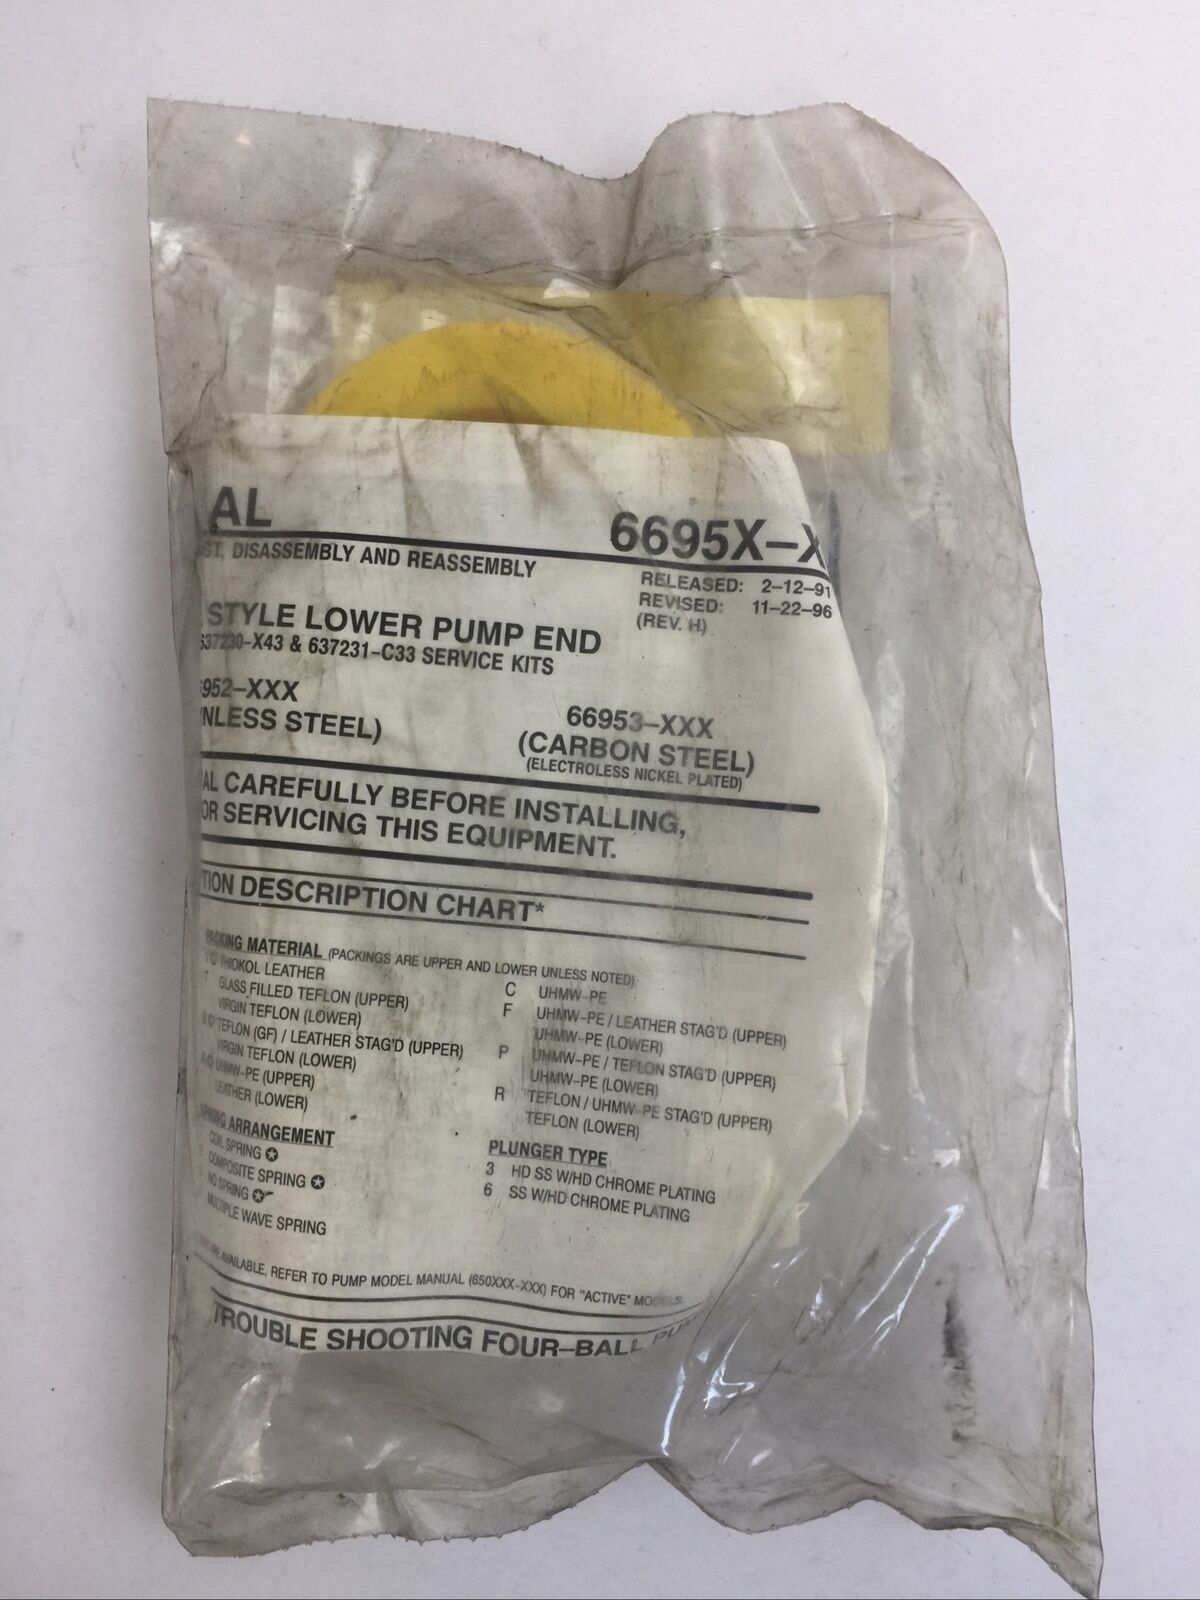 AL 6695X-X
DISASSEMBLY AND REASSEMBLY
RELEASED: 2-12-91
REVISED: 11-22-96
(REV. H)
STYLE LOWER PUMP END
637230-X43 & 637231-C33 SERVICE KITS
6952-XXX
NLESS STEEL)
66953-XXX
(CARBON STEEL)
(ELECTROLESS NICKEL PLATED)
AL CAREFULLY BEFORE INSTALLING,
OR SERVICING THIS EQUIPMENT.
TION DESCRIPTION CHART*
PACKING MATERIAL (PACKINGS ARE UPPER AND LOWER UNLESS NOTED)
THIOKOL LEATHER
GLASS FILLED TEFLON (UPPER)
VIRGIN TEFLON (LOWER)
TEFLON (GF) / LEATHER STAG'D (UPPER)
VIRGIN TEFLON (LOWER)
UHMW-PE (UPPER)
LEATHER (LOWER)
C UHMW-PE
F UHMW-PE / LEATHER STAG'D (UPPER)
UHMW-PE (LOWER)
P UHMW-PE / TEFLON STAG'D (UPPER)
UHMW-PE (LOWER)
R TEFLON / UHMW-PE STAG'D (UPPER)
TEFLON (LOWER)
SPRING ARRANGEMENT
COIL SPRING ✪
COMPOSITE SPRING ✪
NO SPRING ✪
MULTIPLE WAVE SPRING
PLUNGER TYPE
3 HD SS W/HD CHROME PLATING
6 SS W/HD CHROME PLATING
ARE AVAILABLE, REFER TO PUMP MODEL MANUAL (650XXX-XXX) FOR "ACTIVE" MODELS.
TROUBLE SHOOTING FOUR-BALL PUM